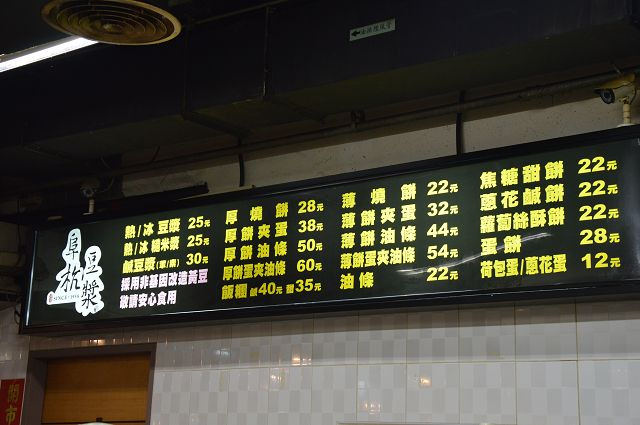 阜杭
豆漿
SINCE 1958
熱/冰豆漿 25元
熱/冰糙米漿 25元
鹹豆漿(葷/素) 30元
採用非基因改造黃豆
敬請安心食用
厚燒餅 28元
厚餅夾蛋 38元
厚餅油條 50元
厚餅蛋夾油條 60元
飯糰 鹹40元 甜35元
薄燒餅 22元
薄餅夾蛋 32元
薄餅油條 44元
薄餅蛋夾油條 54元
油條 22元
焦糖甜餅 22元
蔥花鹹餅 22元
蘿蔔絲酥餅 22元
蛋餅 28元
荷包蛋/蔥花蛋 12元